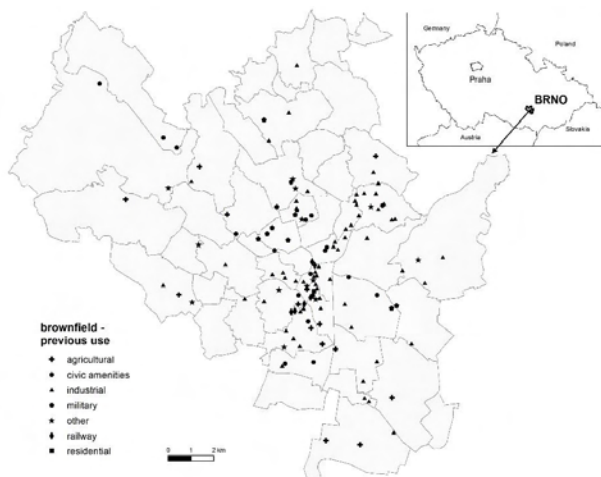 Germany
Poland
Praha
BRNO
Austria
Slovakia
brownfield -
previous use
agricultural
civic amenities
industrial
military
other
railway
residential
0 1 2 km